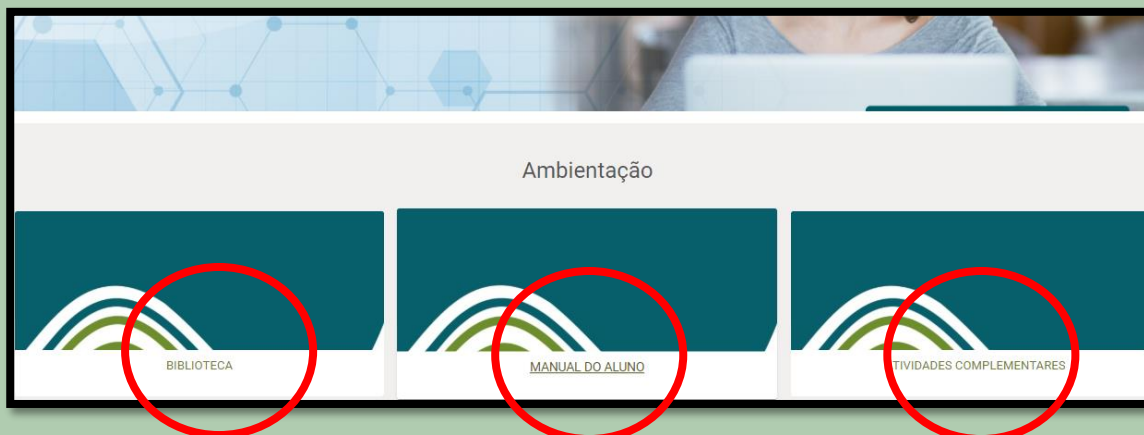 Ambientação
BIBLIOTECA
MANUAL DO ALUNO
TIVIDADES COMPLEMENTARES